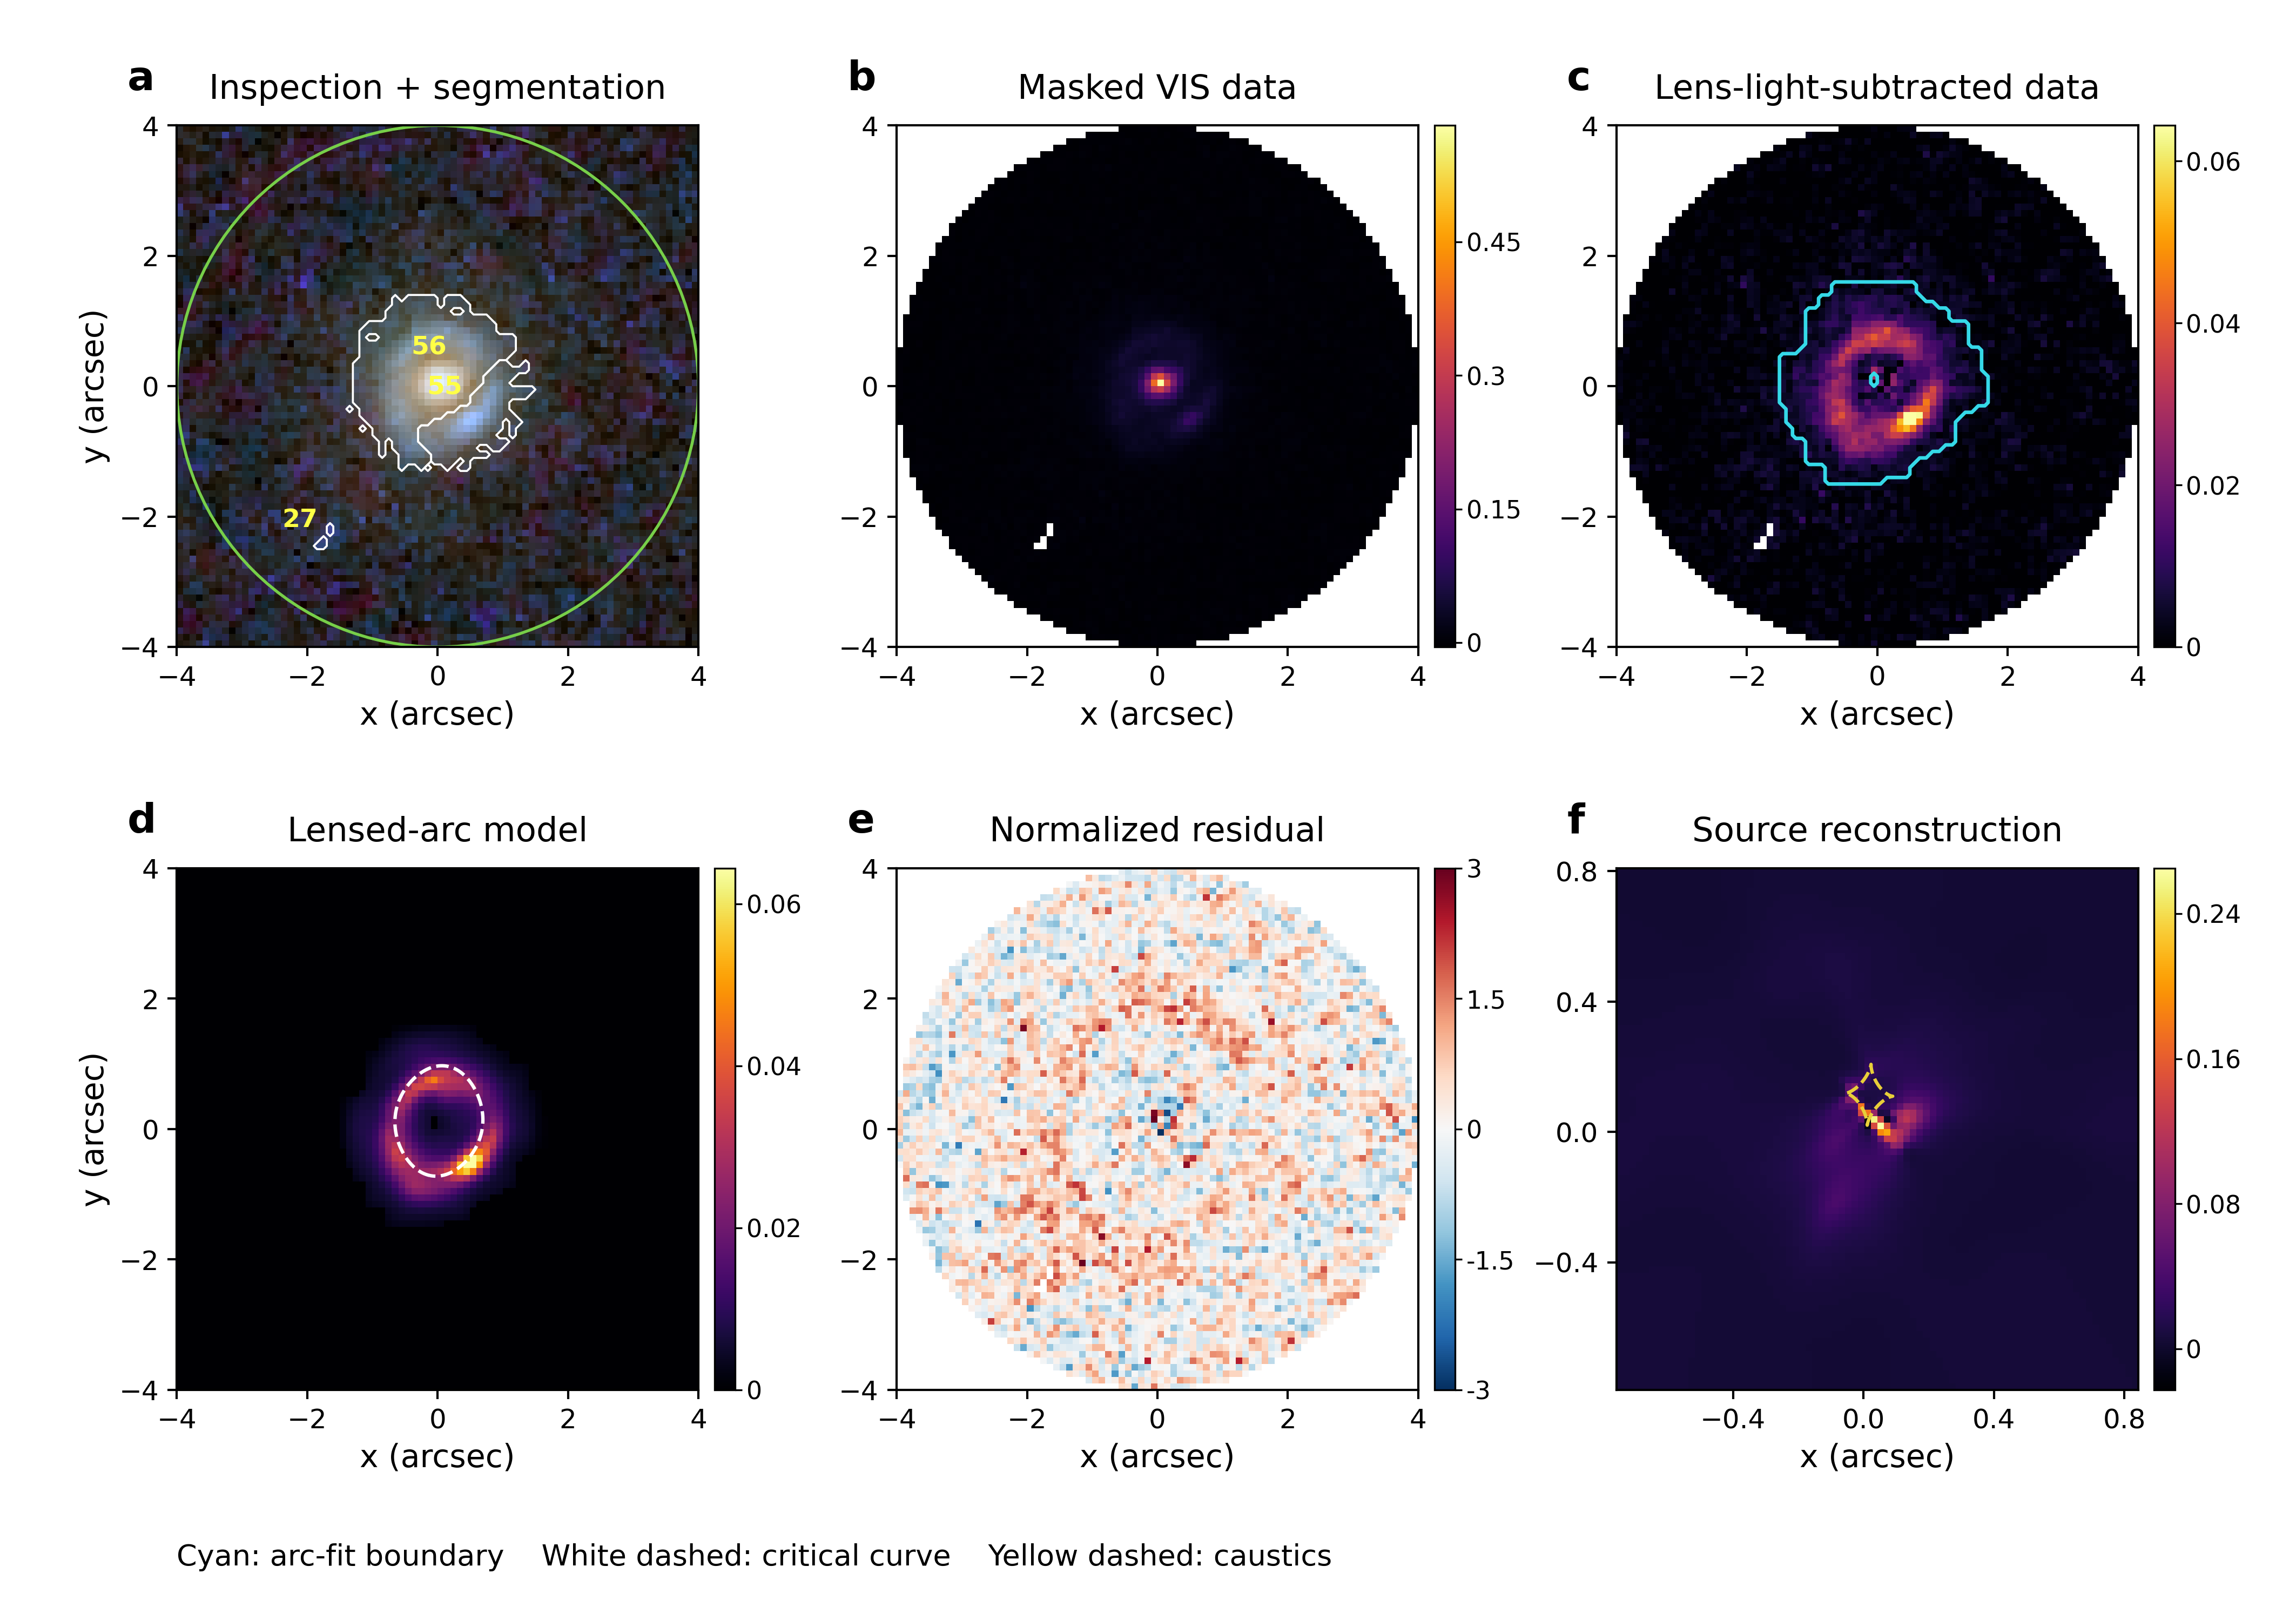 a Inspection + segmentation
b Masked VIS data
c Lens-light-subtracted data
4
2
0
−2
−4
y (arcsec)
56
55
27
−4 −2 0 2 4
x (arcsec)
4
2
0
−2
−4
−4 −2 0 2 4
x (arcsec)
0.45
0.3
0.15
0
4
2
0
−2
−4
−4 −2 0 2 4
x (arcsec)
0.06
0.04
0.02
0
d Lensed-arc model
e Normalized residual
f Source reconstruction
4
2
0
−2
−4
y (arcsec)
−4 −2 0 2 4
x (arcsec)
0.06
0.04
0.02
0
4
2
0
−2
−4
−4 −2 0 2 4
x (arcsec)
3
1.5
0
-1.5
-3
0.8
0.4
0.0
−0.4
−0.4 0.0 0.4 0.8
x (arcsec)
0.24
0.16
0.08
0
Cyan: arc-fit boundary White dashed: critical curve Yellow dashed: caustics